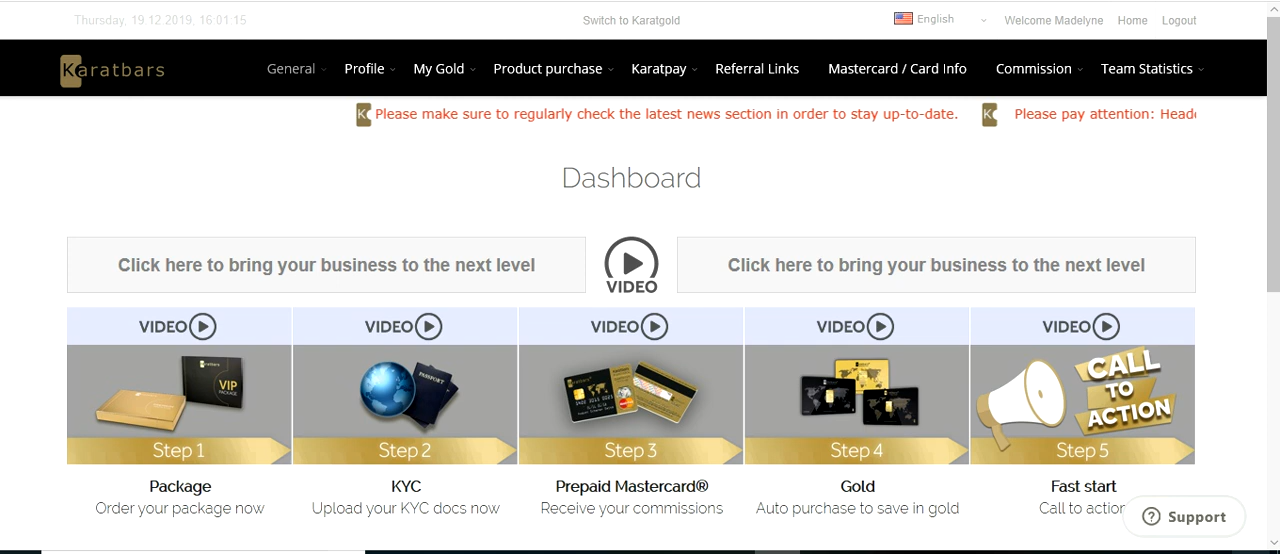 Thursday, 19.12.2019, 16:01:15 Switch to Karatgold English Welcome Madelyne Home Logout
Karatbars General Profile My Gold Product purchase Karatpay Referral Links Mastercard / Card Info Commission Team Statistics
K Please make sure to regularly check the latest news section in order to stay up-to-date. K Please pay attention: Head
Dashboard
Click here to bring your business to the next level VIDEO Click here to bring your business to the next level
VIDEO VIDEO VIDEO VIDEO VIDEO
Karatbars VIP PACKAGE
PASSPORT
Karatbars
CALL TO ACTION
Step 1 Step 2 Step 3 Step 4 Step 5
Package KYC Prepaid Mastercard® Gold Fast start
Order your package now Upload your KYC docs now Receive your commissions Auto purchase to save in gold Call to action
Support